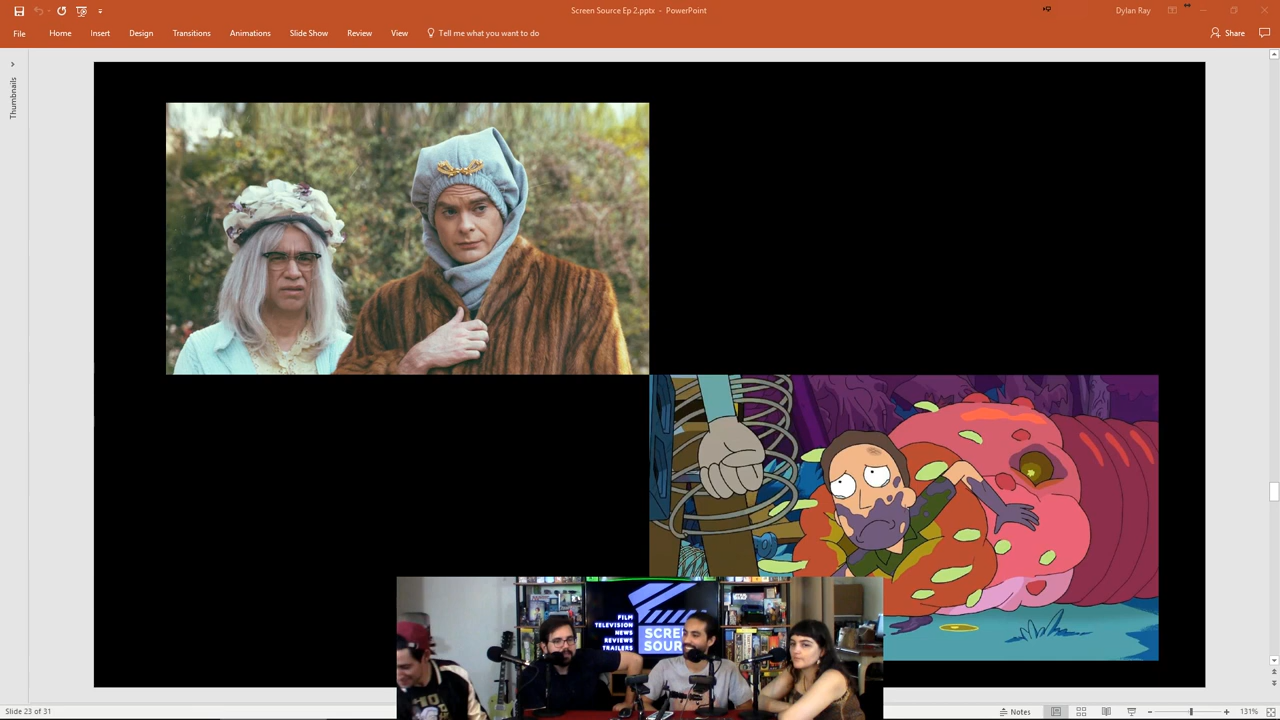 Screen Source Ep 2.pptx - PowerPoint
Dylan Ray
File Home Insert Design Transitions Animations Slide Show Review View Tell me what you want to do Share
Thumbnails
FILM
TELEVISION
NEWS
REVIEWS
TRAILERS
SCRE
SOUR
Slide 23 of 31
Notes
131%